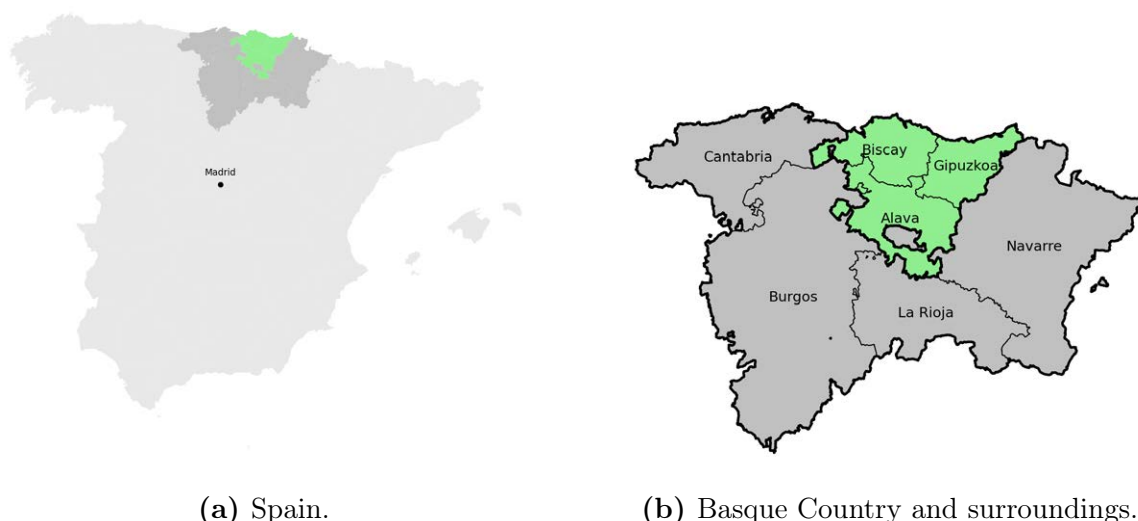 Madrid
Cantabria
Biscay
Gipuzkoa
Alava
Navarre
Burgos
La Rioja
(a) Spain.
(b) Basque Country and surroundings.